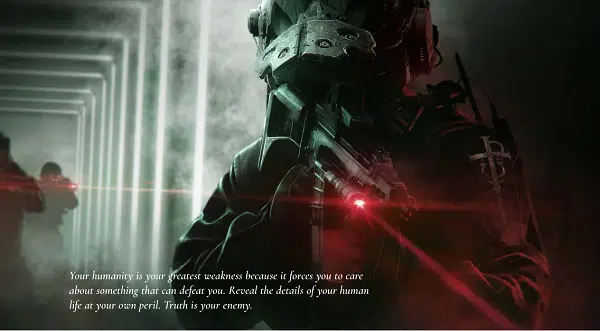 Your humanity is your greatest weakness because it forces you to care
about something that can defeat you. Reveal the details of your human
life at your own peril. Truth is your enemy.